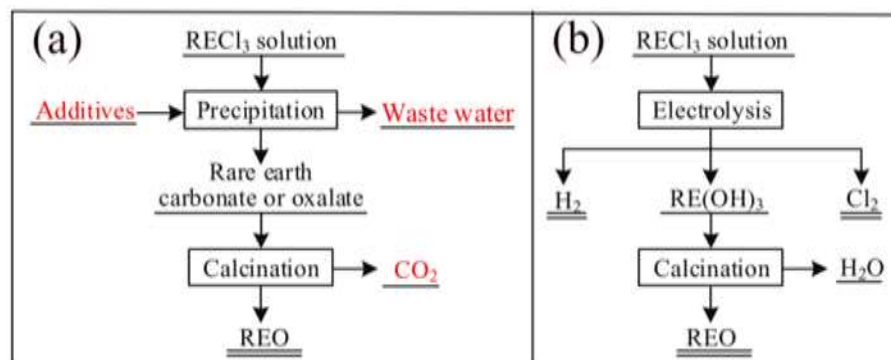 (a)
RECl₃ solution
Additives
Precipitation
Waste water
Rare earth
carbonate or oxalate
Calcination
CO₂
REO
(b)
RECl₃ solution
Electrolysis
H₂
RE(OH)₃
Cl₂
Calcination
H₂O
REO